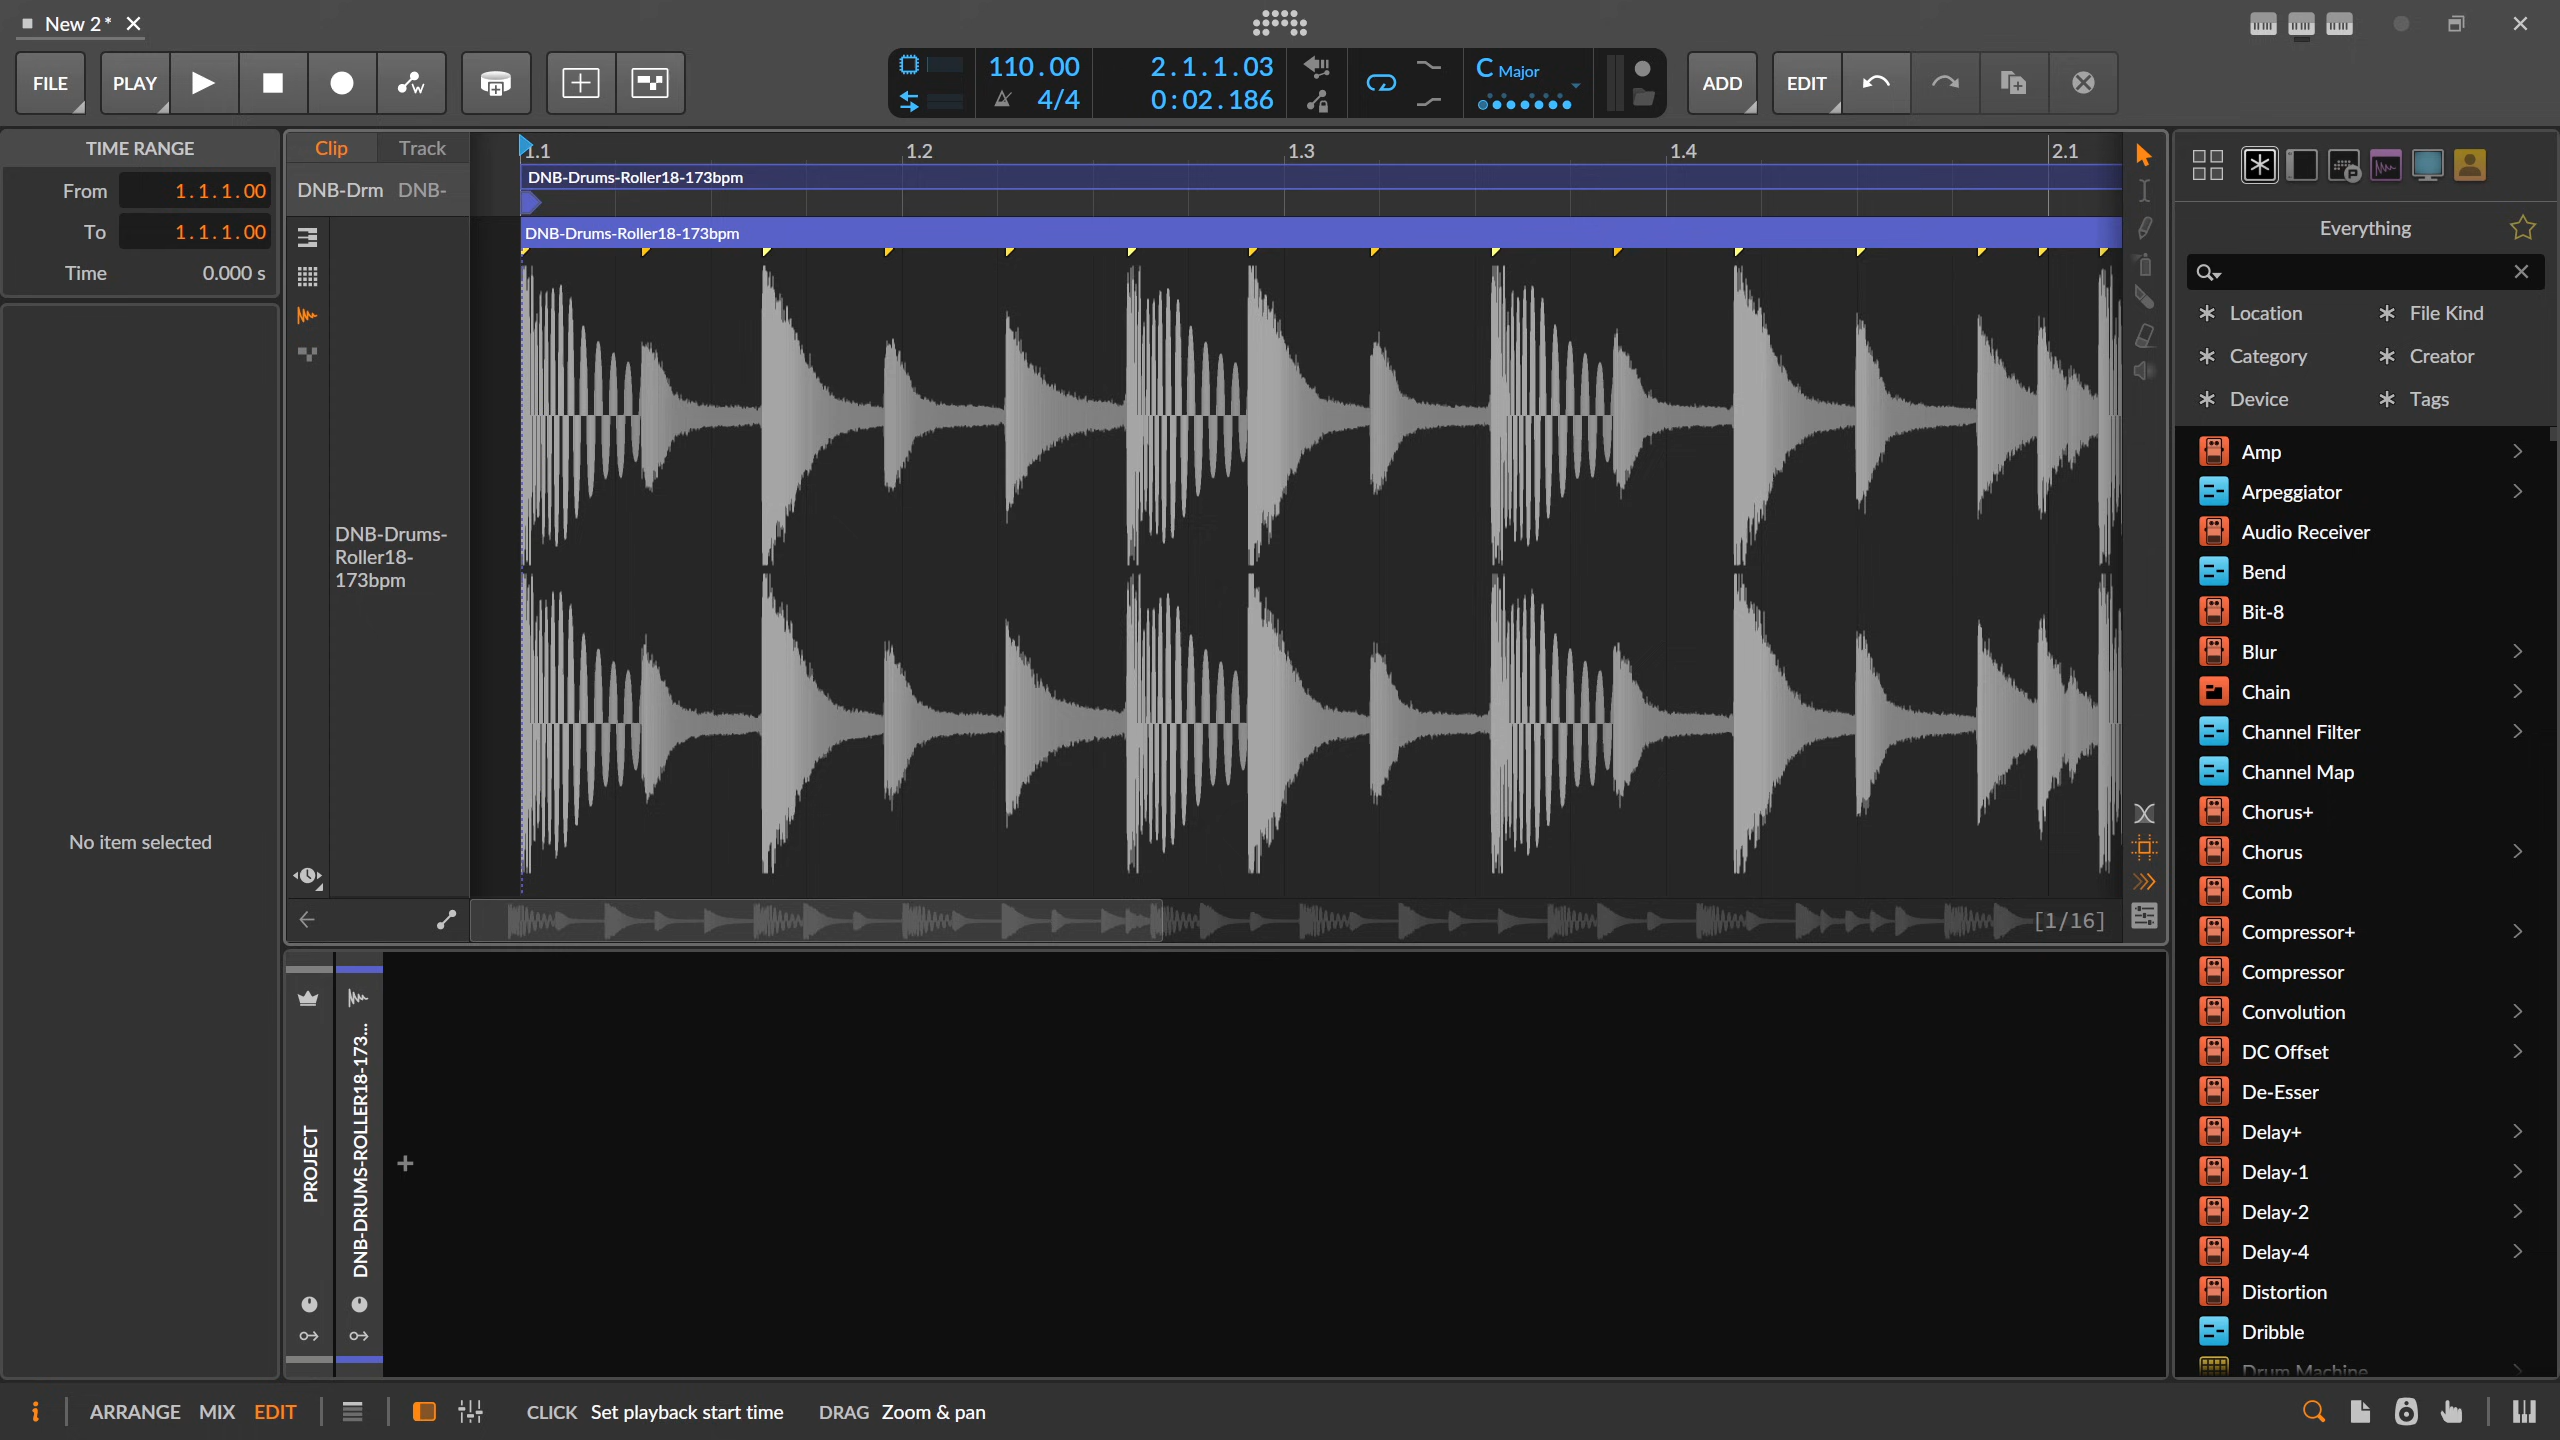 New 2*
FILE
PLAY
110.00
4/4
2.1.1.03
0:02.186
C Major
ADD
EDIT
TIME RANGE
From 1.1.1.00
To 1.1.1.00
Time 0.000 s
No item selected
Clip Track
DNB-Drm DNB-
1.1 1.2 1.3 1.4 2.1
DNB-Drums-Roller18-173bpm
DNB-Drums-Roller18-173bpm
DNB-Drums-
Roller18-
173bpm
[1/16]
PROJECT
DNB-DRUMS-ROLLER18-173...
+
Everything
Location File Kind
Category Creator
Device Tags
Amp
Arpeggiator
Audio Receiver
Bend
Bit-8
Blur
Chain
Channel Filter
Channel Map
Chorus+
Chorus
Comb
Compressor+
Compressor
Convolution
DC Offset
De-Esser
Delay+
Delay-1
Delay-2
Delay-4
Distortion
Dribble
Drum Machine
ARRANGE MIX EDIT
CLICK Set playback start time DRAG Zoom & pan